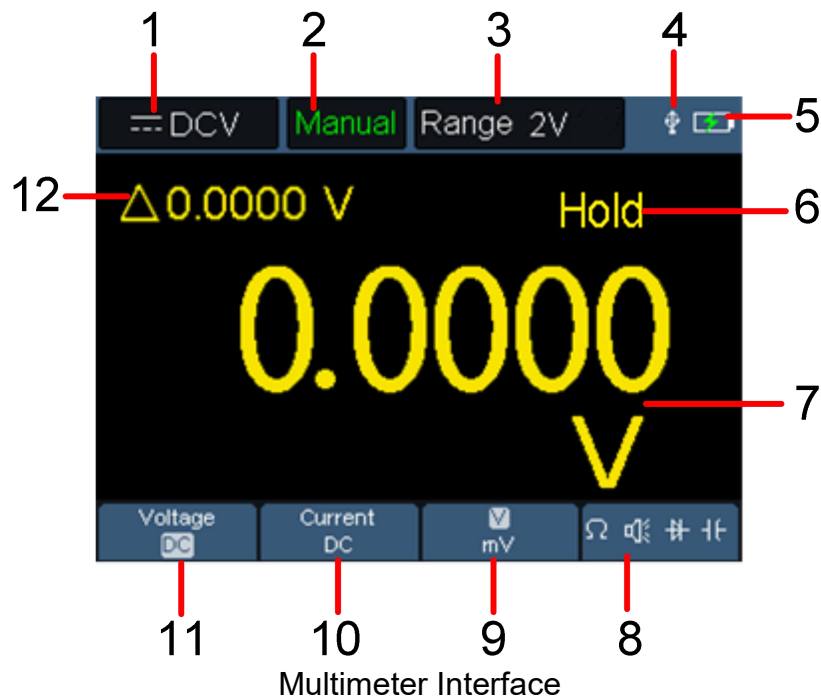 1 2 3 4
DCV Manual Range 2V 5
12 △0.0000 V Hold 6
0.0000
7
V
Voltage Current V Ω
DC DC mV
11 10 9 8
Multimeter Interface